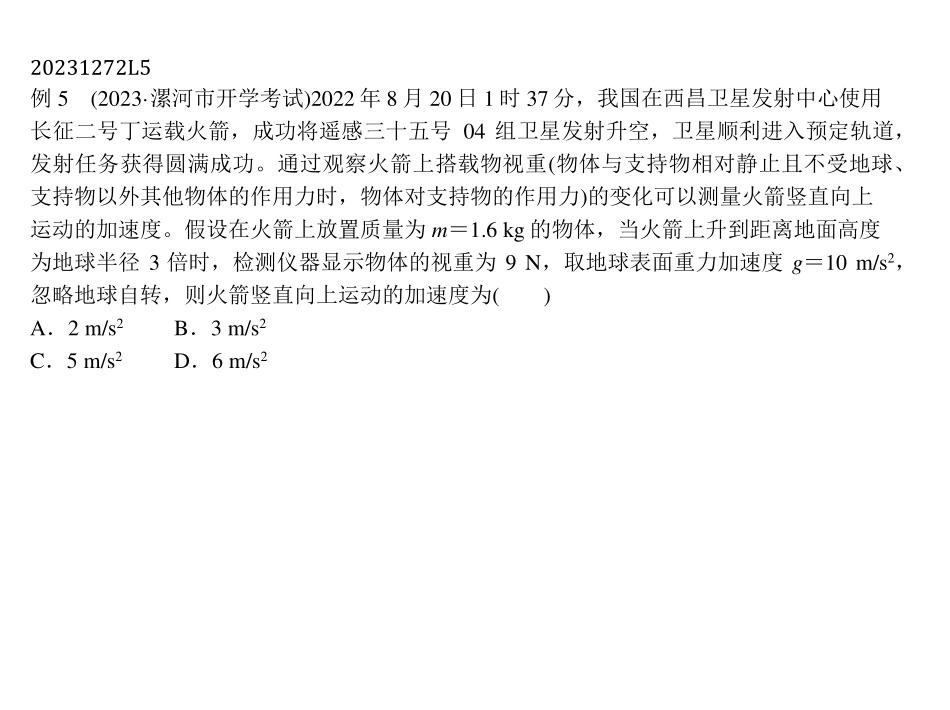 20231272L5
例 5　(2023·漯河市开学考试)2022 年 8 月 20 日 1 时 37 分，我国在西昌卫星发射中心使用
长征二号丁运载火箭，成功将遥感三十五号 04 组卫星发射升空，卫星顺利进入预定轨道，
发射任务获得圆满成功。通过观察火箭上搭载物视重(物体与支持物相对静止且不受地球、
支持物以外其他物体的作用力时，物体对支持物的作用力)的变化可以测量火箭竖直向上
运动的加速度。假设在火箭上放置质量为 m＝1.6 kg 的物体，当火箭上升到距离地面高度
为地球半径 3 倍时，检测仪器显示物体的视重为 9 N，取地球表面重力加速度 g＝10 m/s²，
忽略地球自转，则火箭竖直向上运动的加速度为(　　)
A．2 m/s²　　B．3 m/s²
C．5 m/s²　　D．6 m/s²